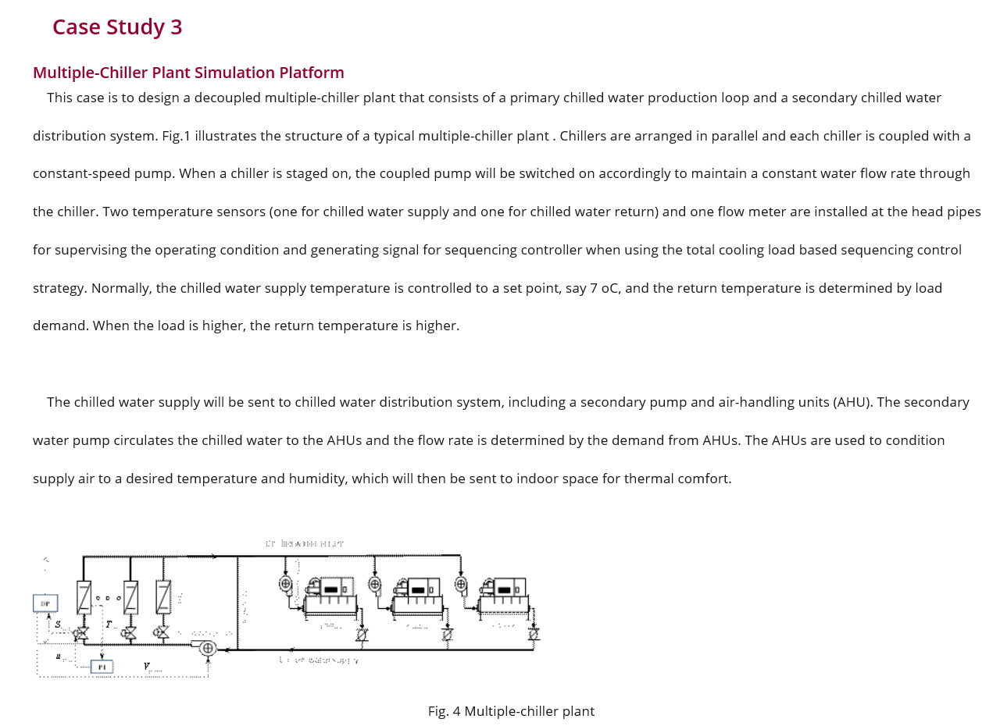 Case Study 3
Multiple-Chiller Plant Simulation Platform
This case is to design a decoupled multiple-chiller plant that consists of a primary chilled water production loop and a secondary chilled water
distribution system. Fig.1 illustrates the structure of a typical multiple-chiller plant . Chillers are arranged in parallel and each chiller is coupled with a
constant-speed pump. When a chiller is staged on, the coupled pump will be switched on accordingly to maintain a constant water flow rate through
the chiller. Two temperature sensors (one for chilled water supply and one for chilled water return) and one flow meter are installed at the head pipes
for supervising the operating condition and generating signal for sequencing controller when using the total cooling load based sequencing control
strategy. Normally, the chilled water supply temperature is controlled to a set point, say 7 oC, and the return temperature is determined by load
demand. When the load is higher, the return temperature is higher.
The chilled water supply will be sent to chilled water distribution system, including a secondary pump and air-handling units (AHU). The secondary
water pump circulates the chilled water to the AHUs and the flow rate is determined by the demand from AHUs. The AHUs are used to condition
supply air to a desired temperature and humidity, which will then be sent to indoor space for thermal comfort.
DP
S
T
u
PI
V
Fig. 4 Multiple-chiller plant